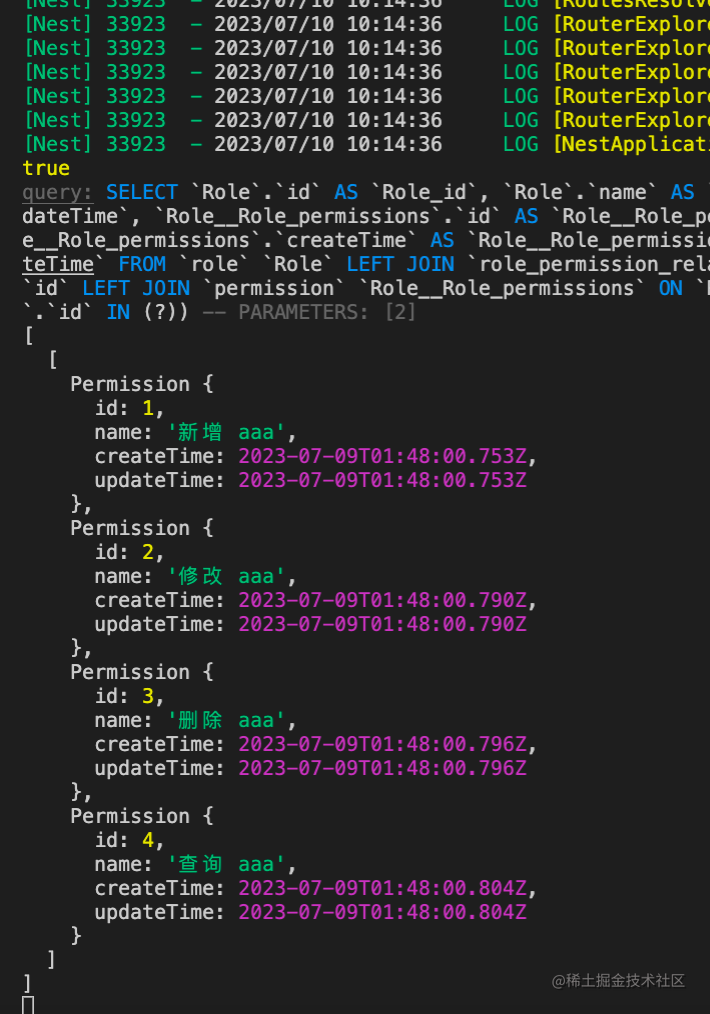 [Nest] 33923  - 2023/07/10 10:14:36     LOG
[Nest] 33923  - 2023/07/10 10:14:36     LOG [RouterExplore
[Nest] 33923  - 2023/07/10 10:14:36     LOG [RouterExplore
[Nest] 33923  - 2023/07/10 10:14:36     LOG [RouterExplore
[Nest] 33923  - 2023/07/10 10:14:36     LOG [RouterExplore
[Nest] 33923  - 2023/07/10 10:14:36     LOG [RouterExplore
[Nest] 33923  - 2023/07/10 10:14:36     LOG [NestApplicati
true
query: SELECT `Role`.`id` AS `Role_id`, `Role`.`name` AS `
dateTime`, `Role__Role_permissions`.`id` AS `Role__Role_pe
e__Role_permissions`.`createTime` AS `Role__Role_permissio
teTime` FROM `role` `Role` LEFT JOIN `role_permission_rela
`id` LEFT JOIN `permission` `Role__Role_permissions` ON `
`.`id` IN (?)) -- PARAMETERS: [2]
[
  [
    Permission {
      id: 1,
      name: '新增 aaa',
      createTime: 2023-07-09T01:48:00.753Z,
      updateTime: 2023-07-09T01:48:00.753Z
    },
    Permission {
      id: 2,
      name: '修改 aaa',
      createTime: 2023-07-09T01:48:00.790Z,
      updateTime: 2023-07-09T01:48:00.790Z
    },
    Permission {
      id: 3,
      name: '删除 aaa',
      createTime: 2023-07-09T01:48:00.796Z,
      updateTime: 2023-07-09T01:48:00.796Z
    },
    Permission {
      id: 4,
      name: '查询 aaa',
      createTime: 2023-07-09T01:48:00.804Z,
      updateTime: 2023-07-09T01:48:00.804Z
    }
  ]
]
@稀土掘金技术社区